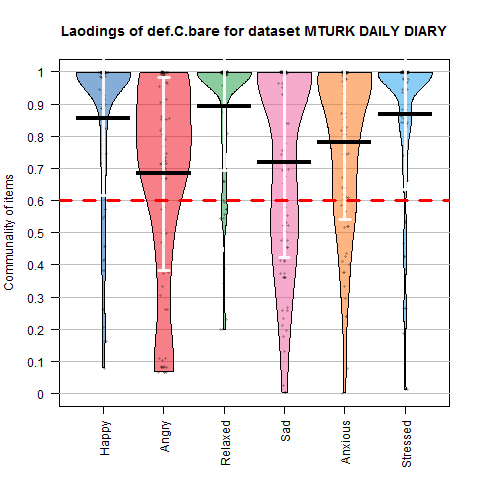 Laodings of def.C.bare for dataset MTURK DAILY DIARY
Communality of items
1
0.9
0.8
0.7
0.6
0.5
0.4
0.3
0.2
0.1
0
Happy
Angry
Relaxed
Sad
Anxious
Stressed